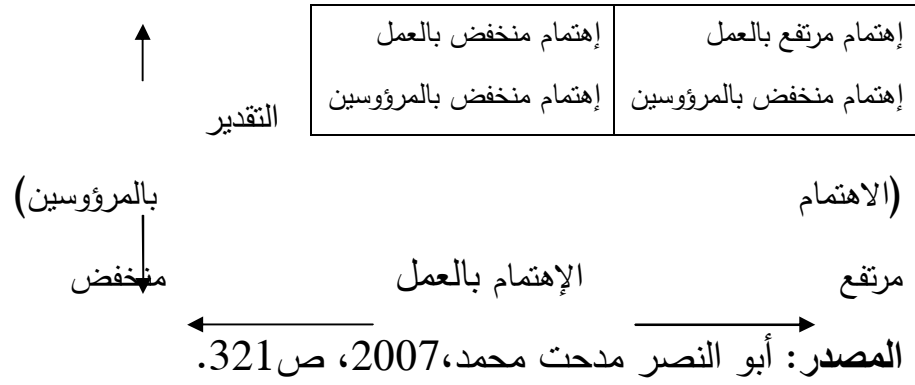 إهتمام مرتفع بالعمل إهتمام منخفض بالعمل
إهتمام منخفض بالمرؤوسين إهتمام منخفض بالمرؤوسين
التقدير
(الاهتمام بالمرؤوسين)
مرتفع الإهتمام بالعمل منخفض
المصدر: أبو النصر مدحت محمد،2007، ص321.